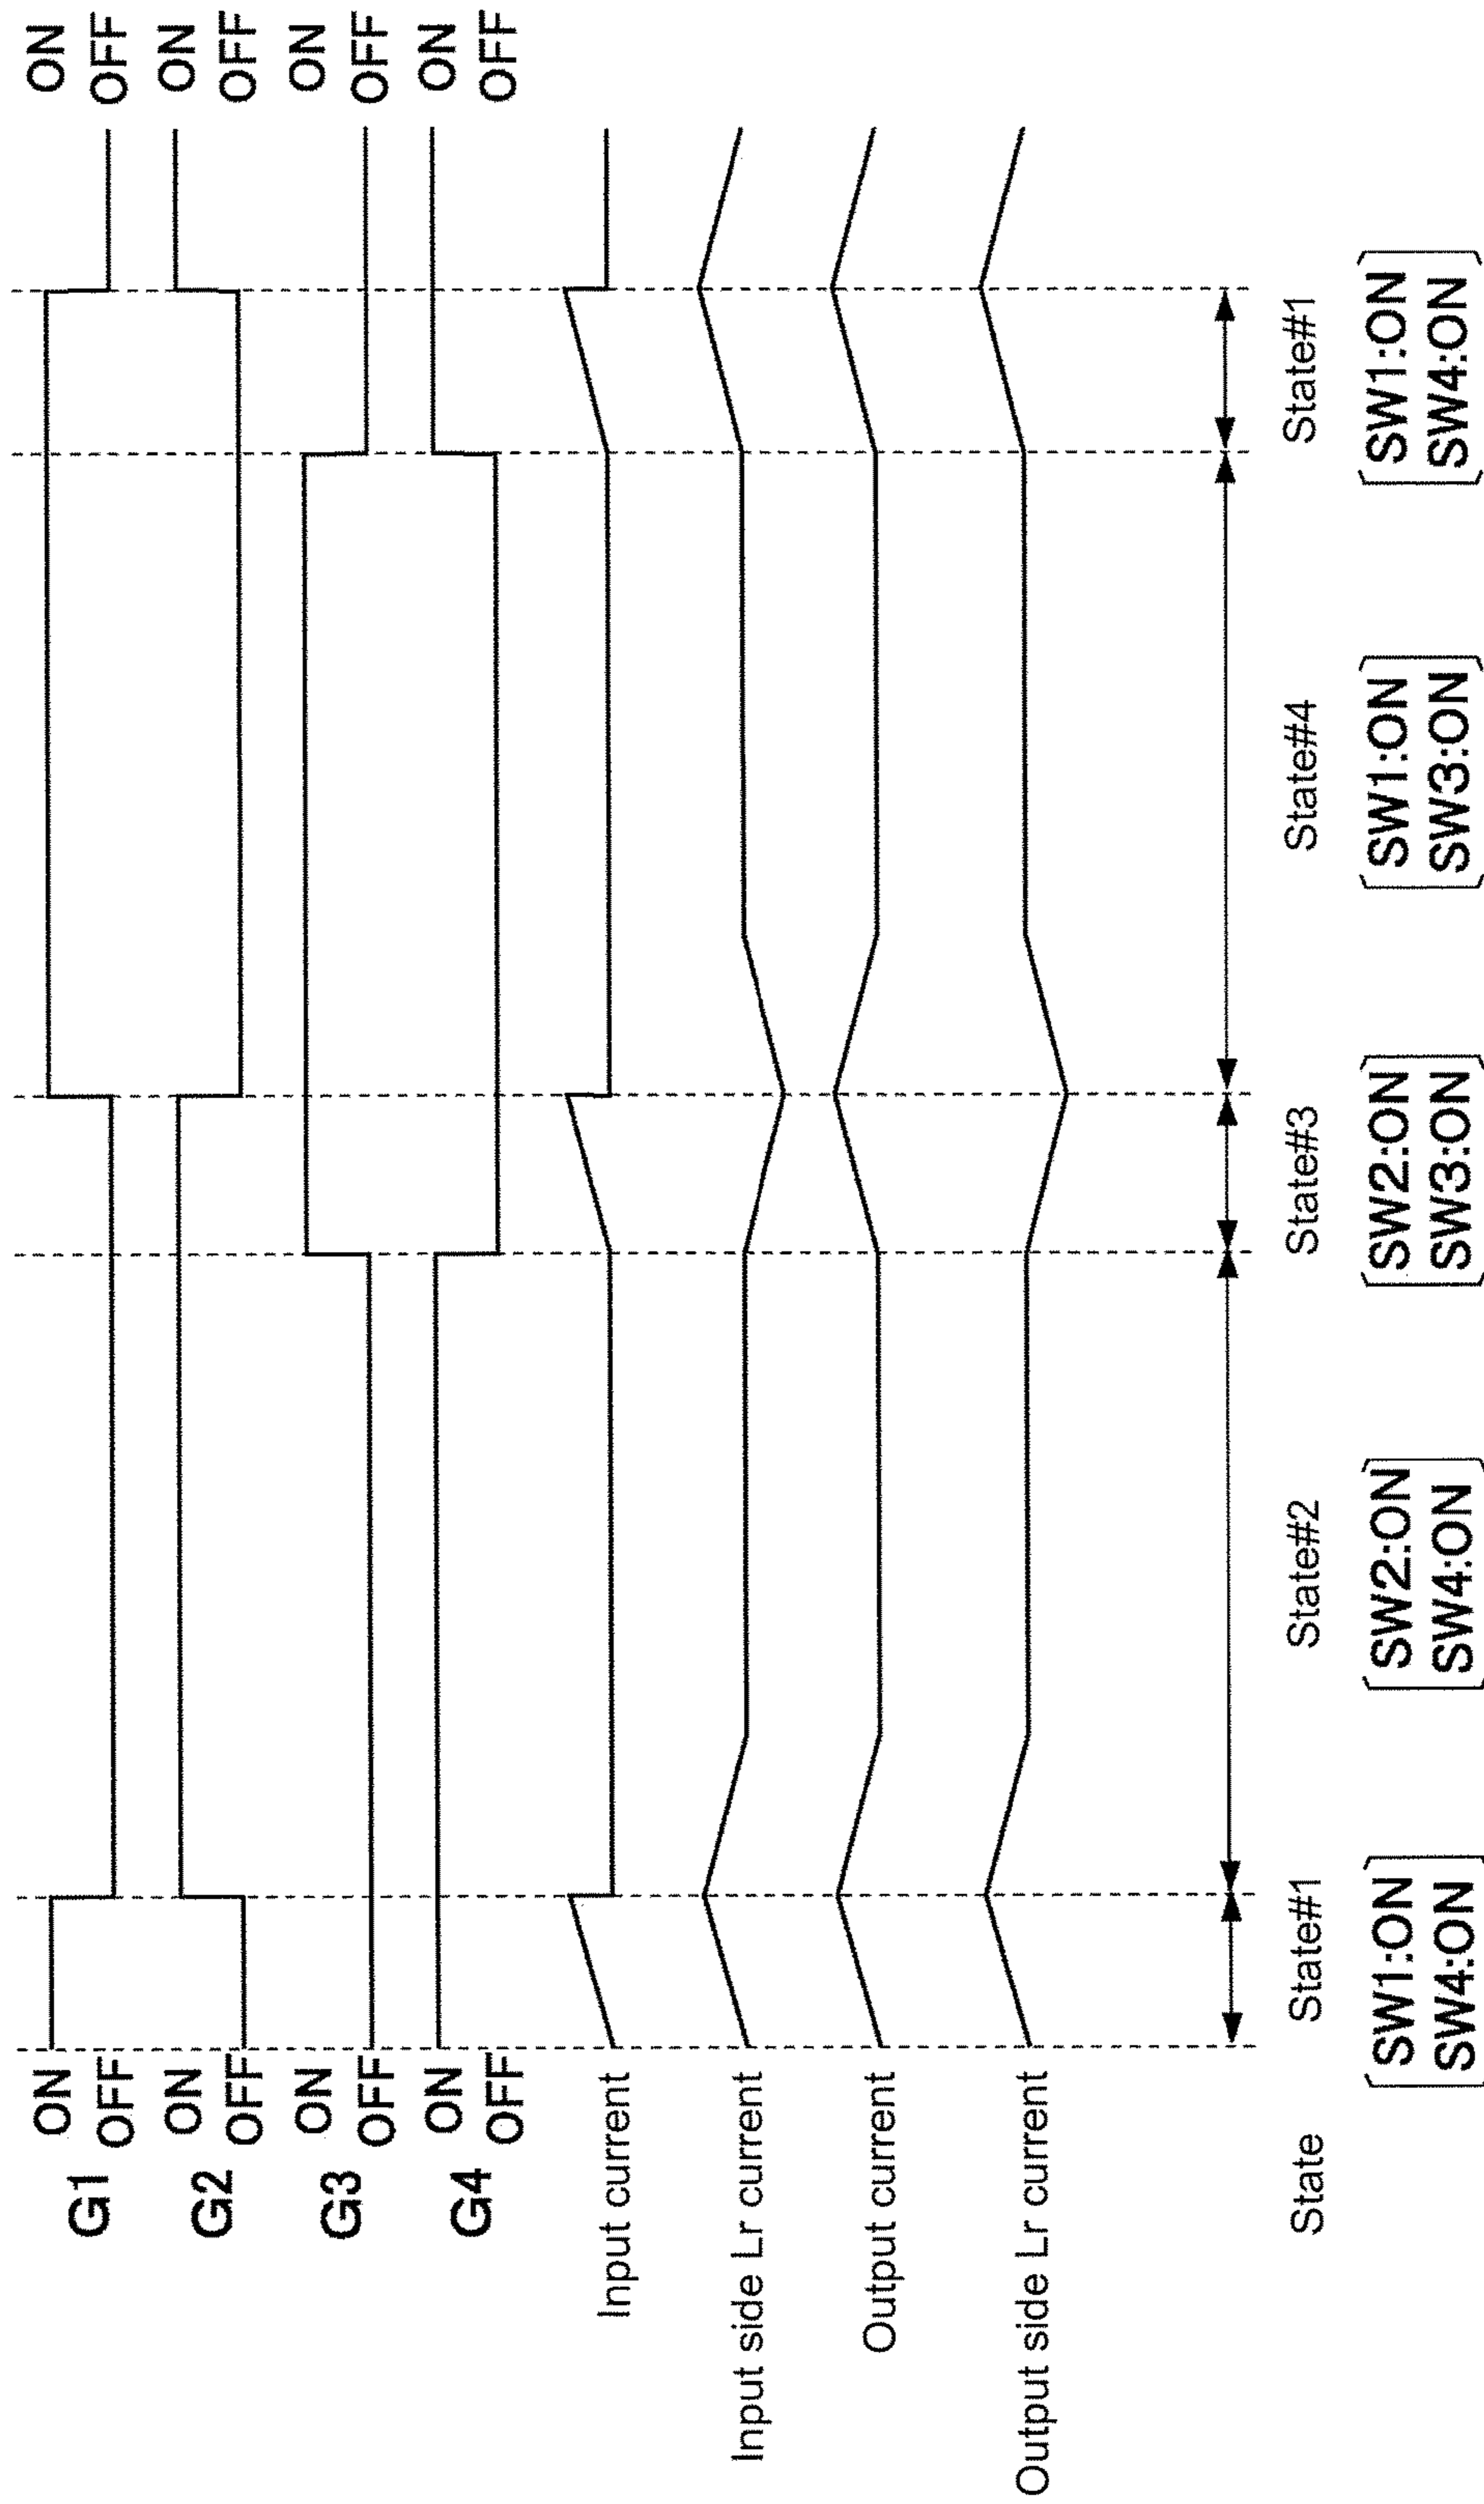 G1
ON
OFF
ON
OFF
G2
ON
OFF
ON
OFF
G3
ON
OFF
ON
OFF
G4
ON
OFF
ON
OFF
Input current
Input side Lr current
Output current
Output side Lr current
State
State#1
State#2
State#3
State#4
State#1
[SW1:ON
SW4:ON]
[SW2:ON
SW4:ON]
[SW2:ON
SW3:ON]
[SW1:ON
SW3:ON]
[SW1:ON
SW4:ON]